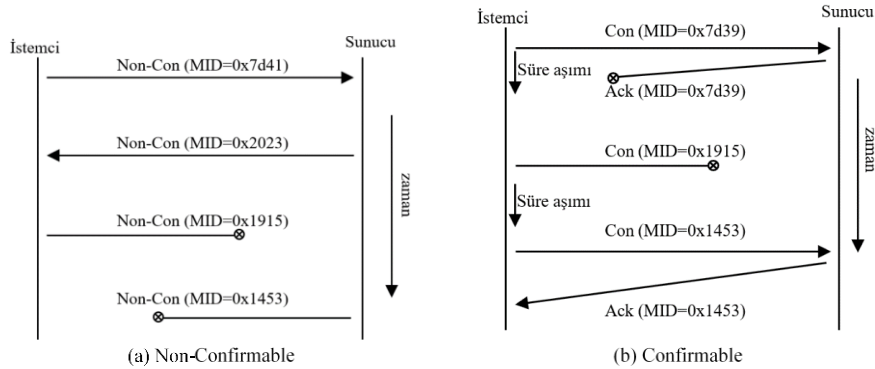 İstemci
Sunucu
Non-Con (MID=0x7d41)
Non-Con (MID=0x2023)
zaman
Non-Con (MID=0x1915)
Non-Con (MID=0x1453)
(a) Non-Confirmable
İstemci
Sunucu
Con (MID=0x7d39)
Süre aşımı
Ack (MID=0x7d39)
zaman
Con (MID=0x1915)
Süre aşımı
Con (MID=0x1453)
Ack (MID=0x1453)
(b) Confirmable